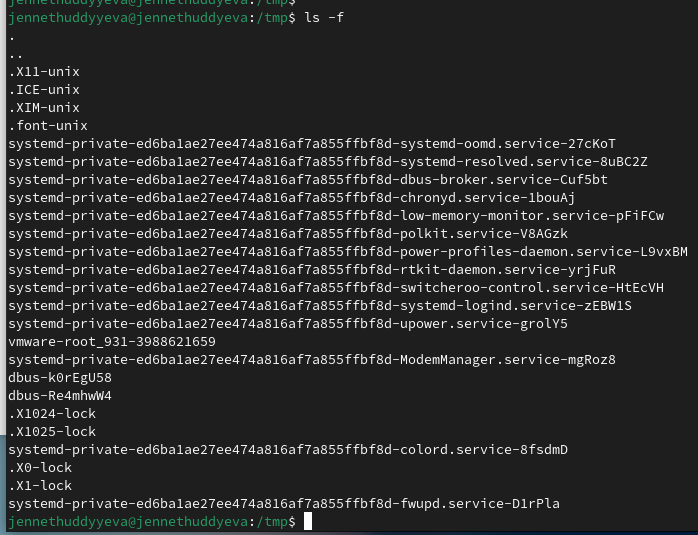 jennethuddyyeva@jennethuddyeva:/tmp$
jennethuddyyeva@jennethuddyeva:/tmp$ ls -f
.
..
.X11-unix
.ICE-unix
.XIM-unix
.font-unix
systemd-private-ed6ba1ae27ee474a816af7a855ffbf8d-systemd-oomd.service-27cKoT
systemd-private-ed6ba1ae27ee474a816af7a855ffbf8d-systemd-resolved.service-8uBC2Z
systemd-private-ed6ba1ae27ee474a816af7a855ffbf8d-dbus-broker.service-Cuf5bt
systemd-private-ed6ba1ae27ee474a816af7a855ffbf8d-chronyd.service-1bouAj
systemd-private-ed6ba1ae27ee474a816af7a855ffbf8d-low-memory-monitor.service-pFiFCw
systemd-private-ed6ba1ae27ee474a816af7a855ffbf8d-polkit.service-V8AGzk
systemd-private-ed6ba1ae27ee474a816af7a855ffbf8d-power-profiles-daemon.service-L9vxBM
systemd-private-ed6ba1ae27ee474a816af7a855ffbf8d-rtkit-daemon.service-yrjFuR
systemd-private-ed6ba1ae27ee474a816af7a855ffbf8d-switcheroo-control.service-HtEcVH
systemd-private-ed6ba1ae27ee474a816af7a855ffbf8d-systemd-logind.service-zEBW1S
systemd-private-ed6ba1ae27ee474a816af7a855ffbf8d-upower.service-grolY5
vmware-root_931-3988621659
systemd-private-ed6ba1ae27ee474a816af7a855ffbf8d-ModemManager.service-mgRoz8
dbus-k0rEgU58
dbus-Re4mhwW4
.X1024-lock
.X1025-lock
systemd-private-ed6ba1ae27ee474a816af7a855ffbf8d-colord.service-8fsdmD
.X0-lock
.X1-lock
systemd-private-ed6ba1ae27ee474a816af7a855ffbf8d-fwupd.service-D1rPla
jennethuddyyeva@jennethuddyeva:/tmp$